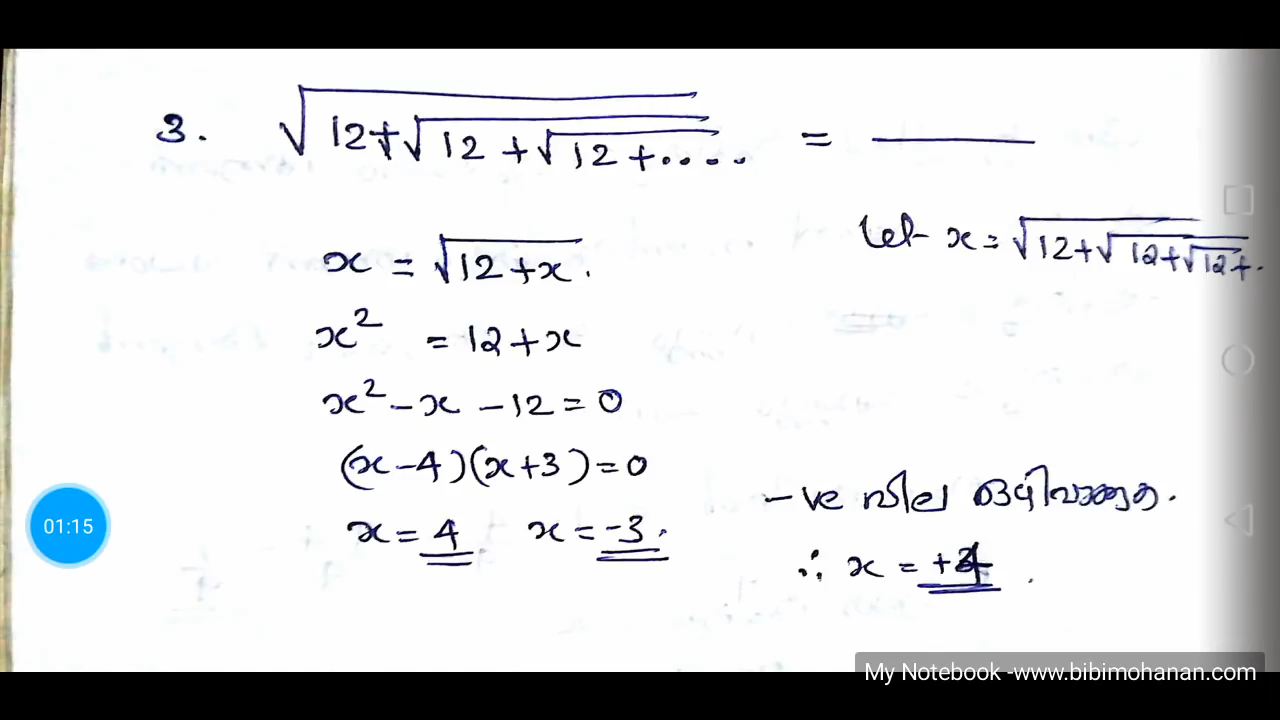 3. √12+√12+√12+.... = ______
let x=√12+√12+√12+.
x = √12+x.
x² = 12+x
x²-x-12=0
(x-4)(x+3)=0
-ve വില ഒഴിവാക്കുക.
x=4 x=-3.
∴ x = +4
01:15
My Notebook -www.bibimohanan.com